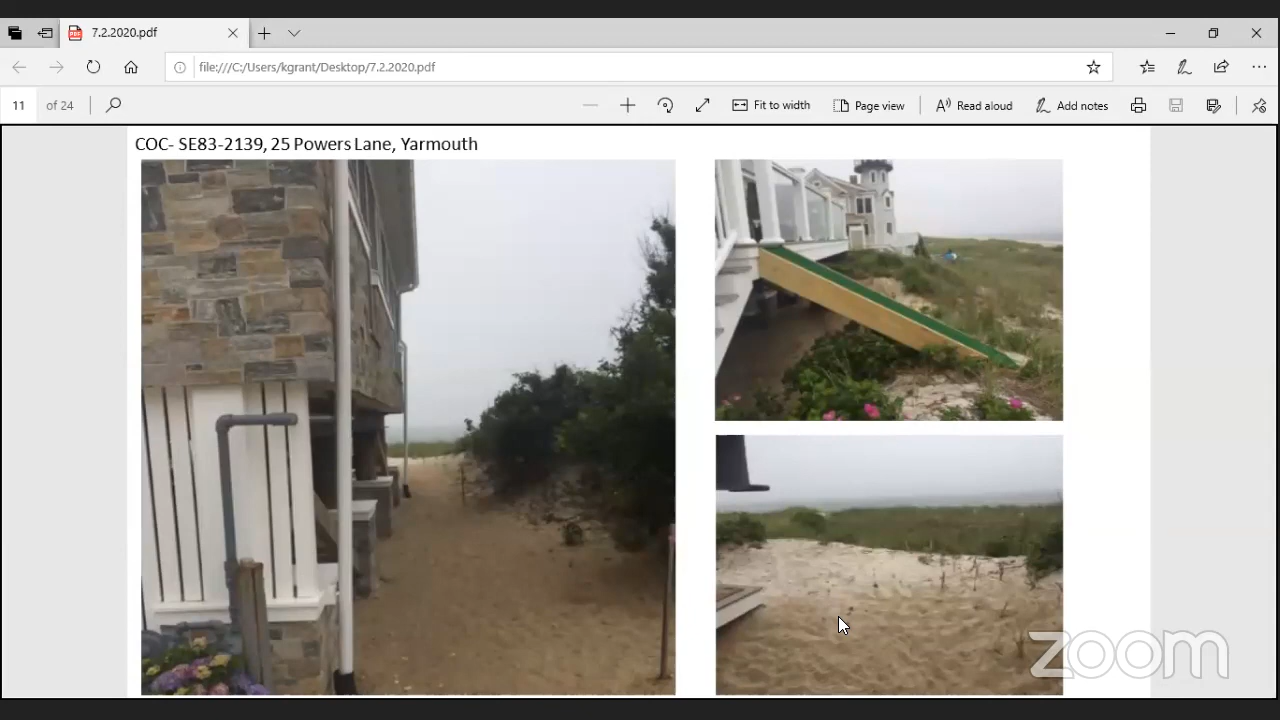 7.2.2020.pdf
file:///C:/Users/kgrant/Desktop/7.2.2020.pdf
11 of 24
Fit to width
Page view
Read aloud
Add notes
COC- SE83-2139, 25 Powers Lane, Yarmouth
zoom